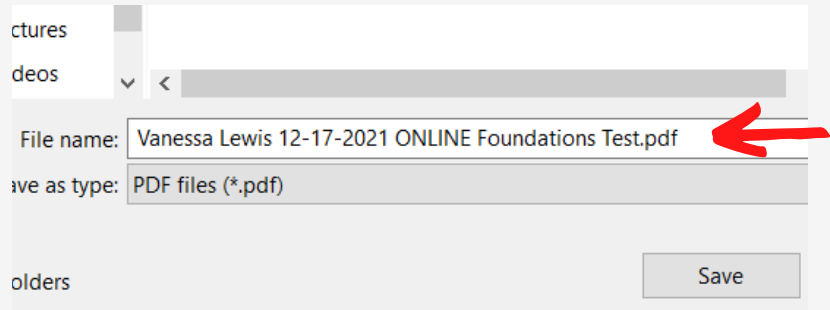 ctures
deos
File name: Vanessa Lewis 12-17-2021 ONLINE Foundations Test.pdf
ave as type: PDF files (*.pdf)
olders
Save